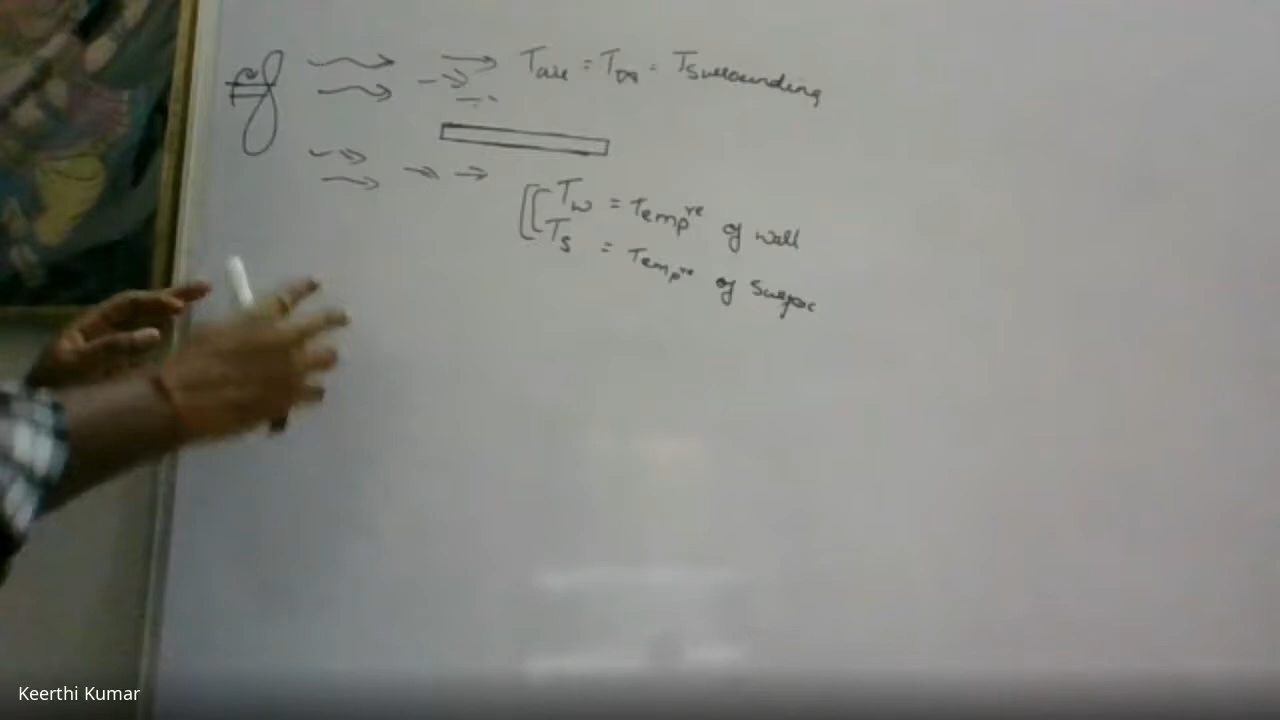 Tair = T∞ = Tsurrounding
Tw = Tempre of wall
Ts = Tempre of Surface
Keerthi Kumar